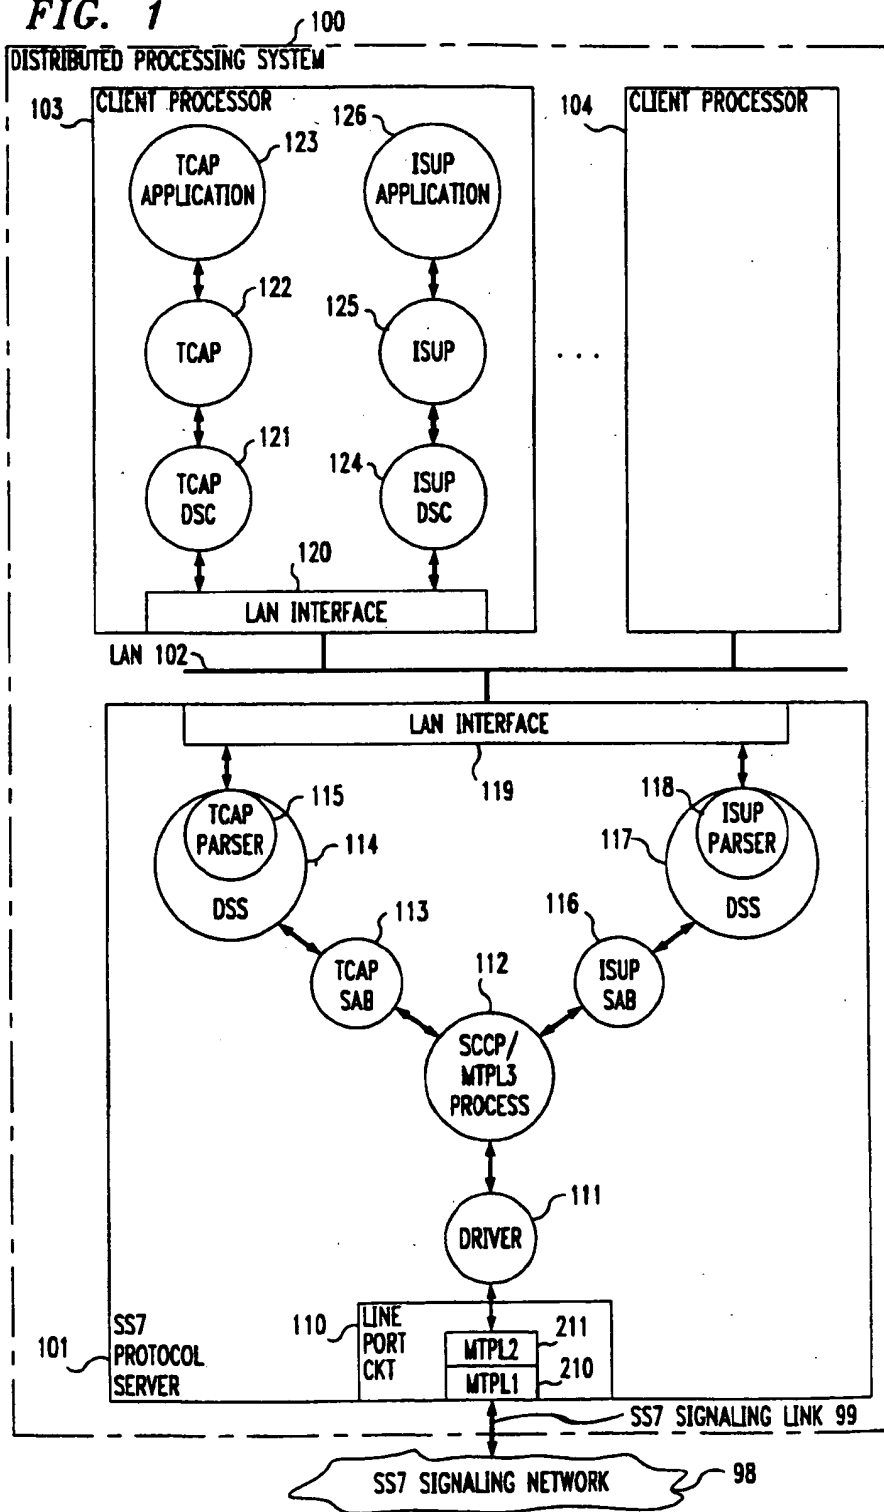 FIG. 1
100
DISTRIBUTED PROCESSING SYSTEM
103
CLIENT PROCESSOR
104
CLIENT PROCESSOR
123
TCAP
APPLICATION
126
ISUP
APPLICATION
122
TCAP
125
ISUP
. . .
121
TCAP
DSC
124
ISUP
DSC
120
LAN INTERFACE
LAN 102
LAN INTERFACE
119
TCAP
PARSER
115
114
DSS
118
ISUP
PARSER
117
DSS
113
TCAP
SAB
116
ISUP
SAB
112
SCCP/
MTPL3
PROCESS
111
DRIVER
101
SS7
PROTOCOL
SERVER
110
LINE
PORT
CKT
MTPL2
211
MTPL1
210
SS7 SIGNALING LINK 99
SS7 SIGNALING NETWORK
98